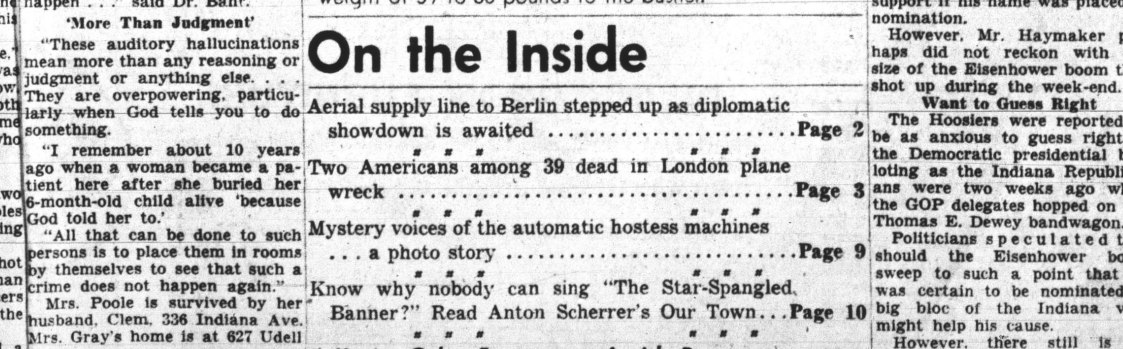 happen . . ." said Dr. Bahr.
'More Than Judgment'
"These auditory hallucinations
mean more than any reasoning or
judgment or anything else. . . .
They are overpowering, particu-
larly when God tells you to do
something.
"I remember about 10 years
ago when a woman became a pa-
tient here after she buried her
6-month-old child alive 'because
God told her to.'
"All that can be done to such
persons is to place them in rooms
by themselves to see that such a
crime does not happen again."
Mrs. Poole is survived by her
husband, Clem, 336 Indiana Ave.
Mrs. Gray's home is at 627 Udell
On the Inside
Aerial supply line to Berlin stepped up as diplomatic
showdown is awaited ........................Page 2
" " " " " "
Two Americans among 39 dead in London plane
wreck .......................................Page 3
" " " " " "
Mystery voices of the automatic hostess machines
. . . a photo story ............................Page 9
" " " " " "
Know why nobody can sing "The Star-Spangled
Banner?" Read Anton Scherrer's Our Town...Page 10
" " " " " "
support if his name was placed
nomination.
However, Mr. Haymaker
haps did not reckon with
size of the Eisenhower boom
shot up during the week-end.
Want to Guess Right
The Hoosiers were reported
be as anxious to guess right
the Democratic presidential
loting as the Indiana Republi
ans were two weeks ago
the GOP delegates hopped on
Thomas E. Dewey bandwagon.
Politicians speculated
should the Eisenhower
sweep to such a point that
was certain to be nominated
big bloc of the Indiana
might help his cause.
However, there still is